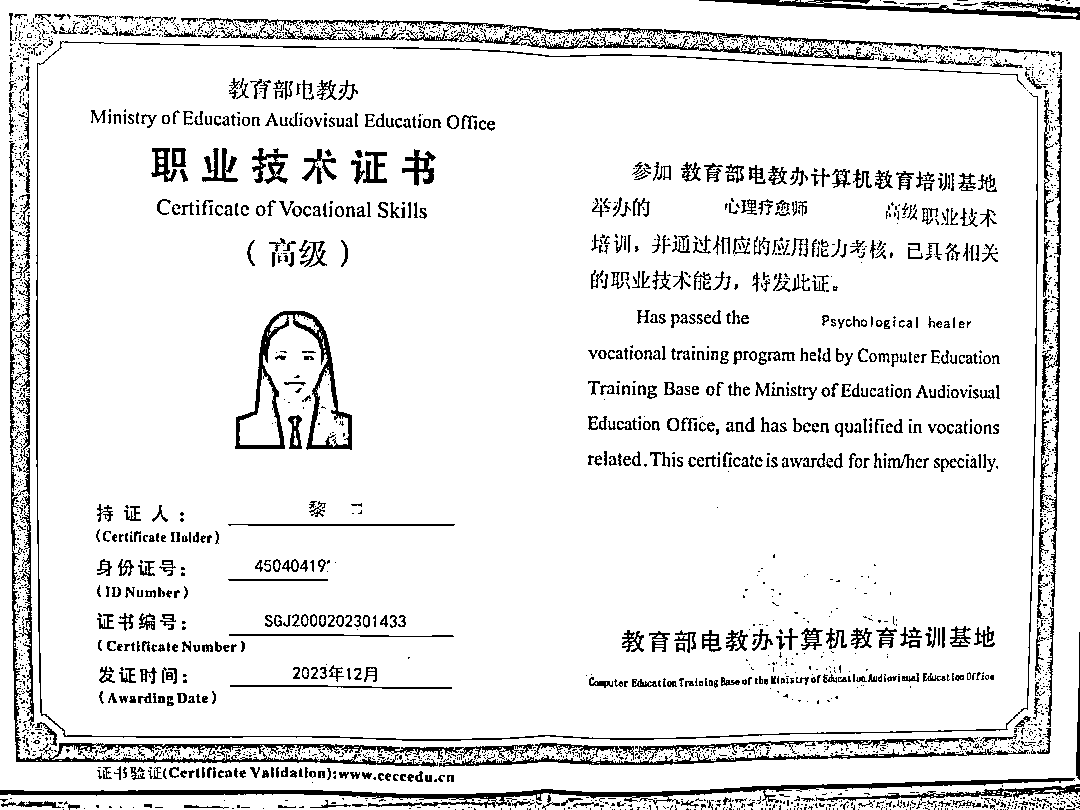 教育部电教办
Ministry of Education Audiovisual Education Office
职业技术证书
Certificate of Vocational Skills
（高级）
持证人：
黎
(Certificate Holder)
身份证号：
4504041
(ID Number)
证书编号：
SGJ2000202301433
(Certificate Number)
发证时间：
2023年12月
(Awarding Date)
参加 教育部电教办计算机教育培训基地
举办的 心理疗愈师 高级职业技术
培训，并通过相应的应用能力考核，已具备相关
的职业技术能力，特发此证。
Has passed the Psychological healer
vocational training program held by Computer Education
Training Base of the Ministry of Education Audiovisual
Education Office, and has been qualified in vocations
related. This certificate is awarded for him/her specially.
教育部电教办计算机教育培训基地
Computer Education Training Base of the Ministry of Education Audiovisual Education Office
证书验证(Certificate Validation):www.ceccedu.cn